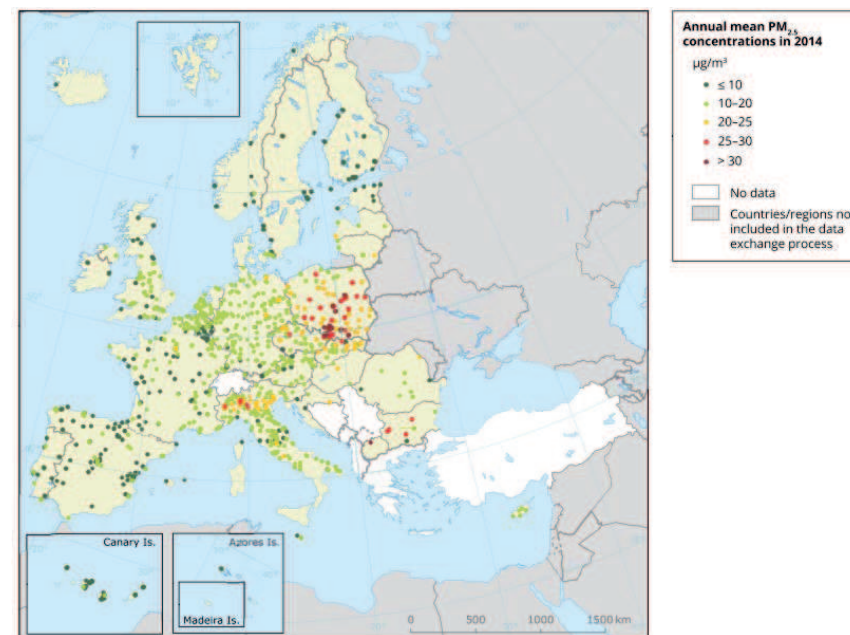 Annual mean PM2.5
concentrations in 2014
µg/m³
≤ 10
10–20
20–25
25–30
> 30
No data
Countries/regions no
included in the data
exchange process
Canary Is.
Azores Is.
Madeira Is.
0 500 1000 1500 km